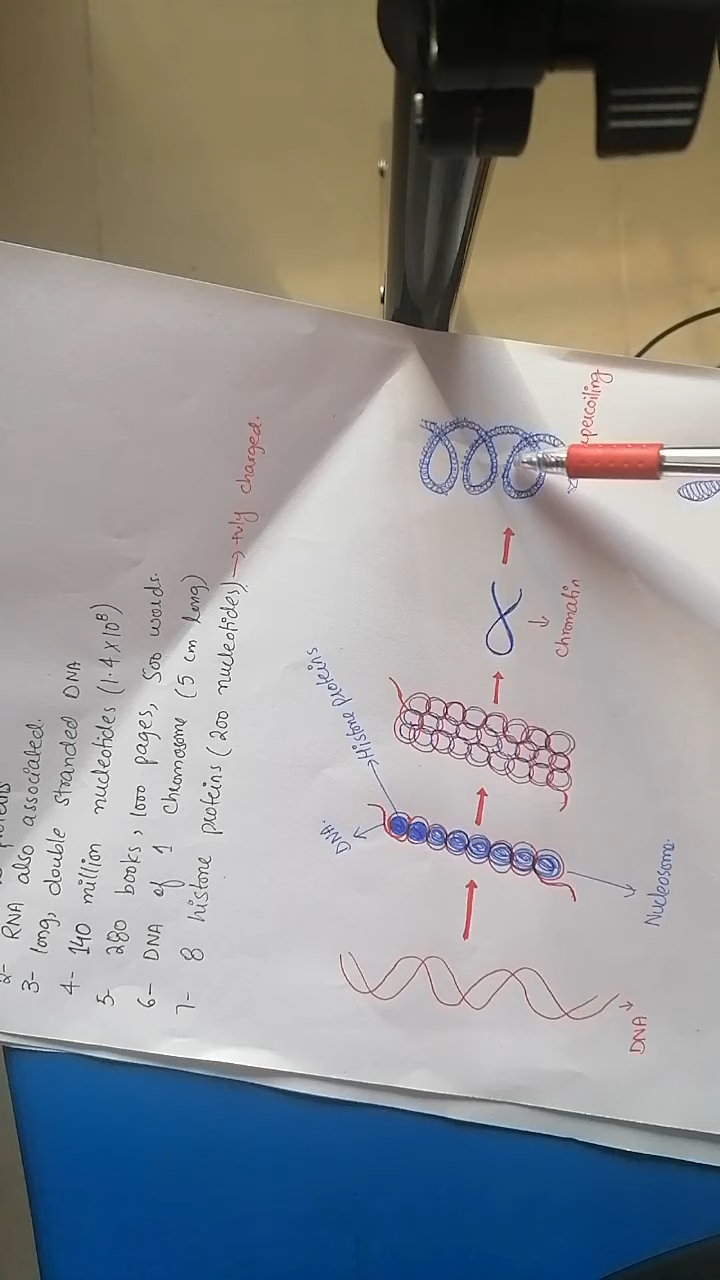 2- RNA also associated.
3- long, double stranded DNA
4- 140 million nucleotides (1.4 x 10⁸)
5- 280 books, 1000 pages, 500 words.
6- DNA of 1 chromosome (5 cm long)
7- 8 histone proteins (200 nucleotides) → +vly charged.
DNA.
→ Histone proteins
DNA
Nucleosome.
chromatin
upercoiling